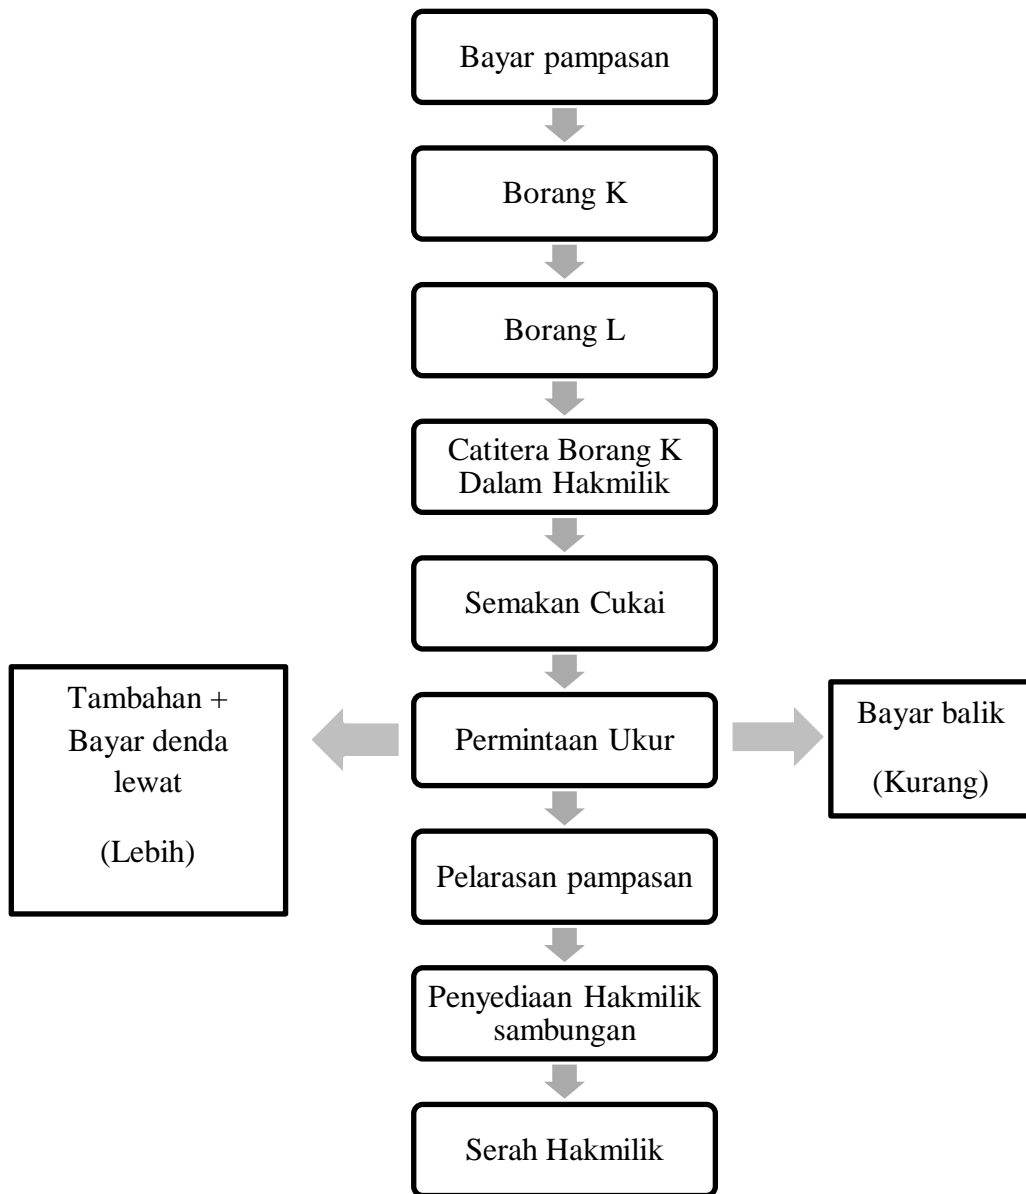 Bayar pampasan
Borang K
Borang L
Catitera Borang K
Dalam Hakmilik
Semakan Cukai
Tambahan +
Bayar denda
lewat
(Lebih)
Permintaan Ukur
Bayar balik
(Kurang)
Pelarasan pampasan
Penyediaan Hakmilik
sambungan
Serah Hakmilik